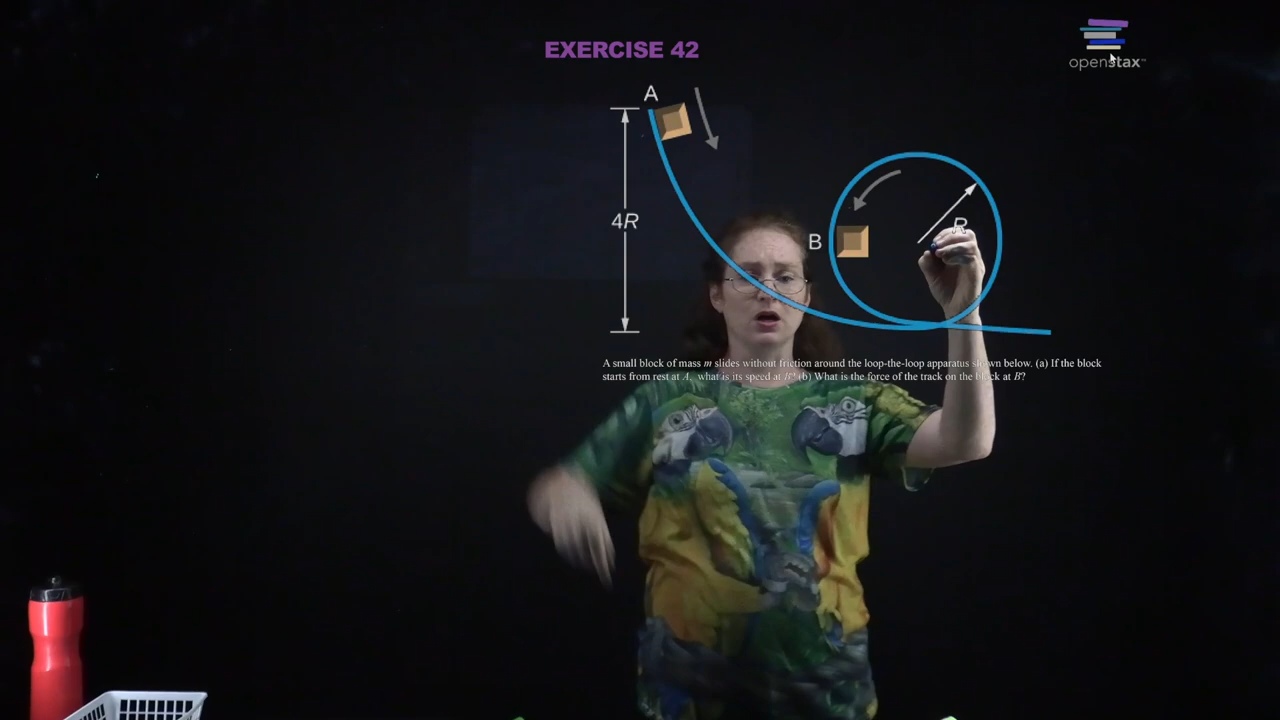 EXERCISE 42
openstax™
A
4R
B
R
A small block of mass m slides without friction around the loop-the-loop apparatus shown below. (a) If the block
starts from rest at A, what is its speed at B? (b) What is the force of the track on the block at B?